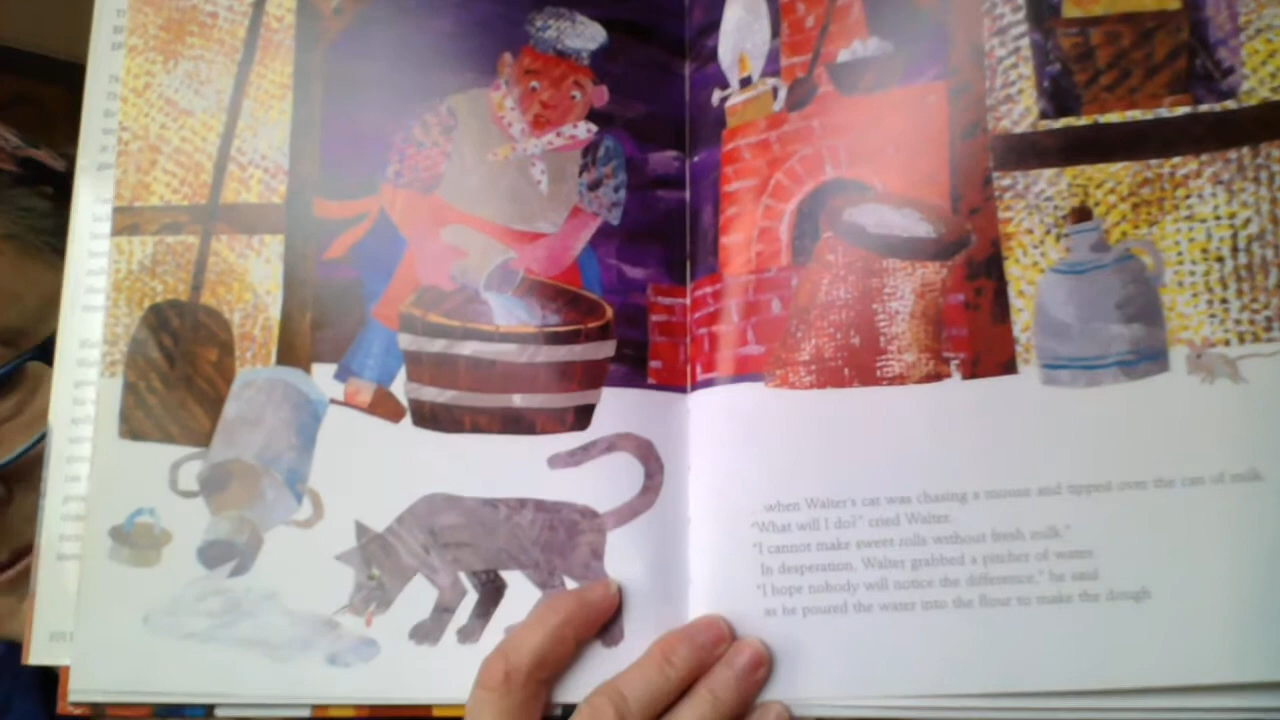 when Walter's cat was chasing a mouse and tipped over the can of milk.
"What will I do?" cried Walter.
"I cannot make sweet rolls without fresh milk."
In desperation, Walter grabbed a pitcher of water.
"I hope nobody will notice the difference," he said
as he poured the water into the flour to make the dough